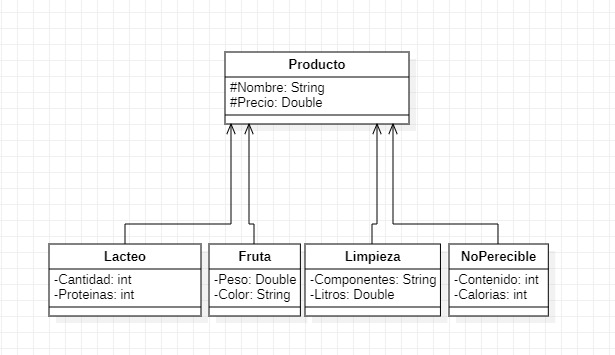 Producto
#Nombre: String
#Precio: Double
Lacteo
-Cantidad: int
-Proteinas: int
Fruta
-Peso: Double
-Color: String
Limpieza
-Componentes: String
-Litros: Double
NoPerecible
-Contenido: int
-Calorias: int